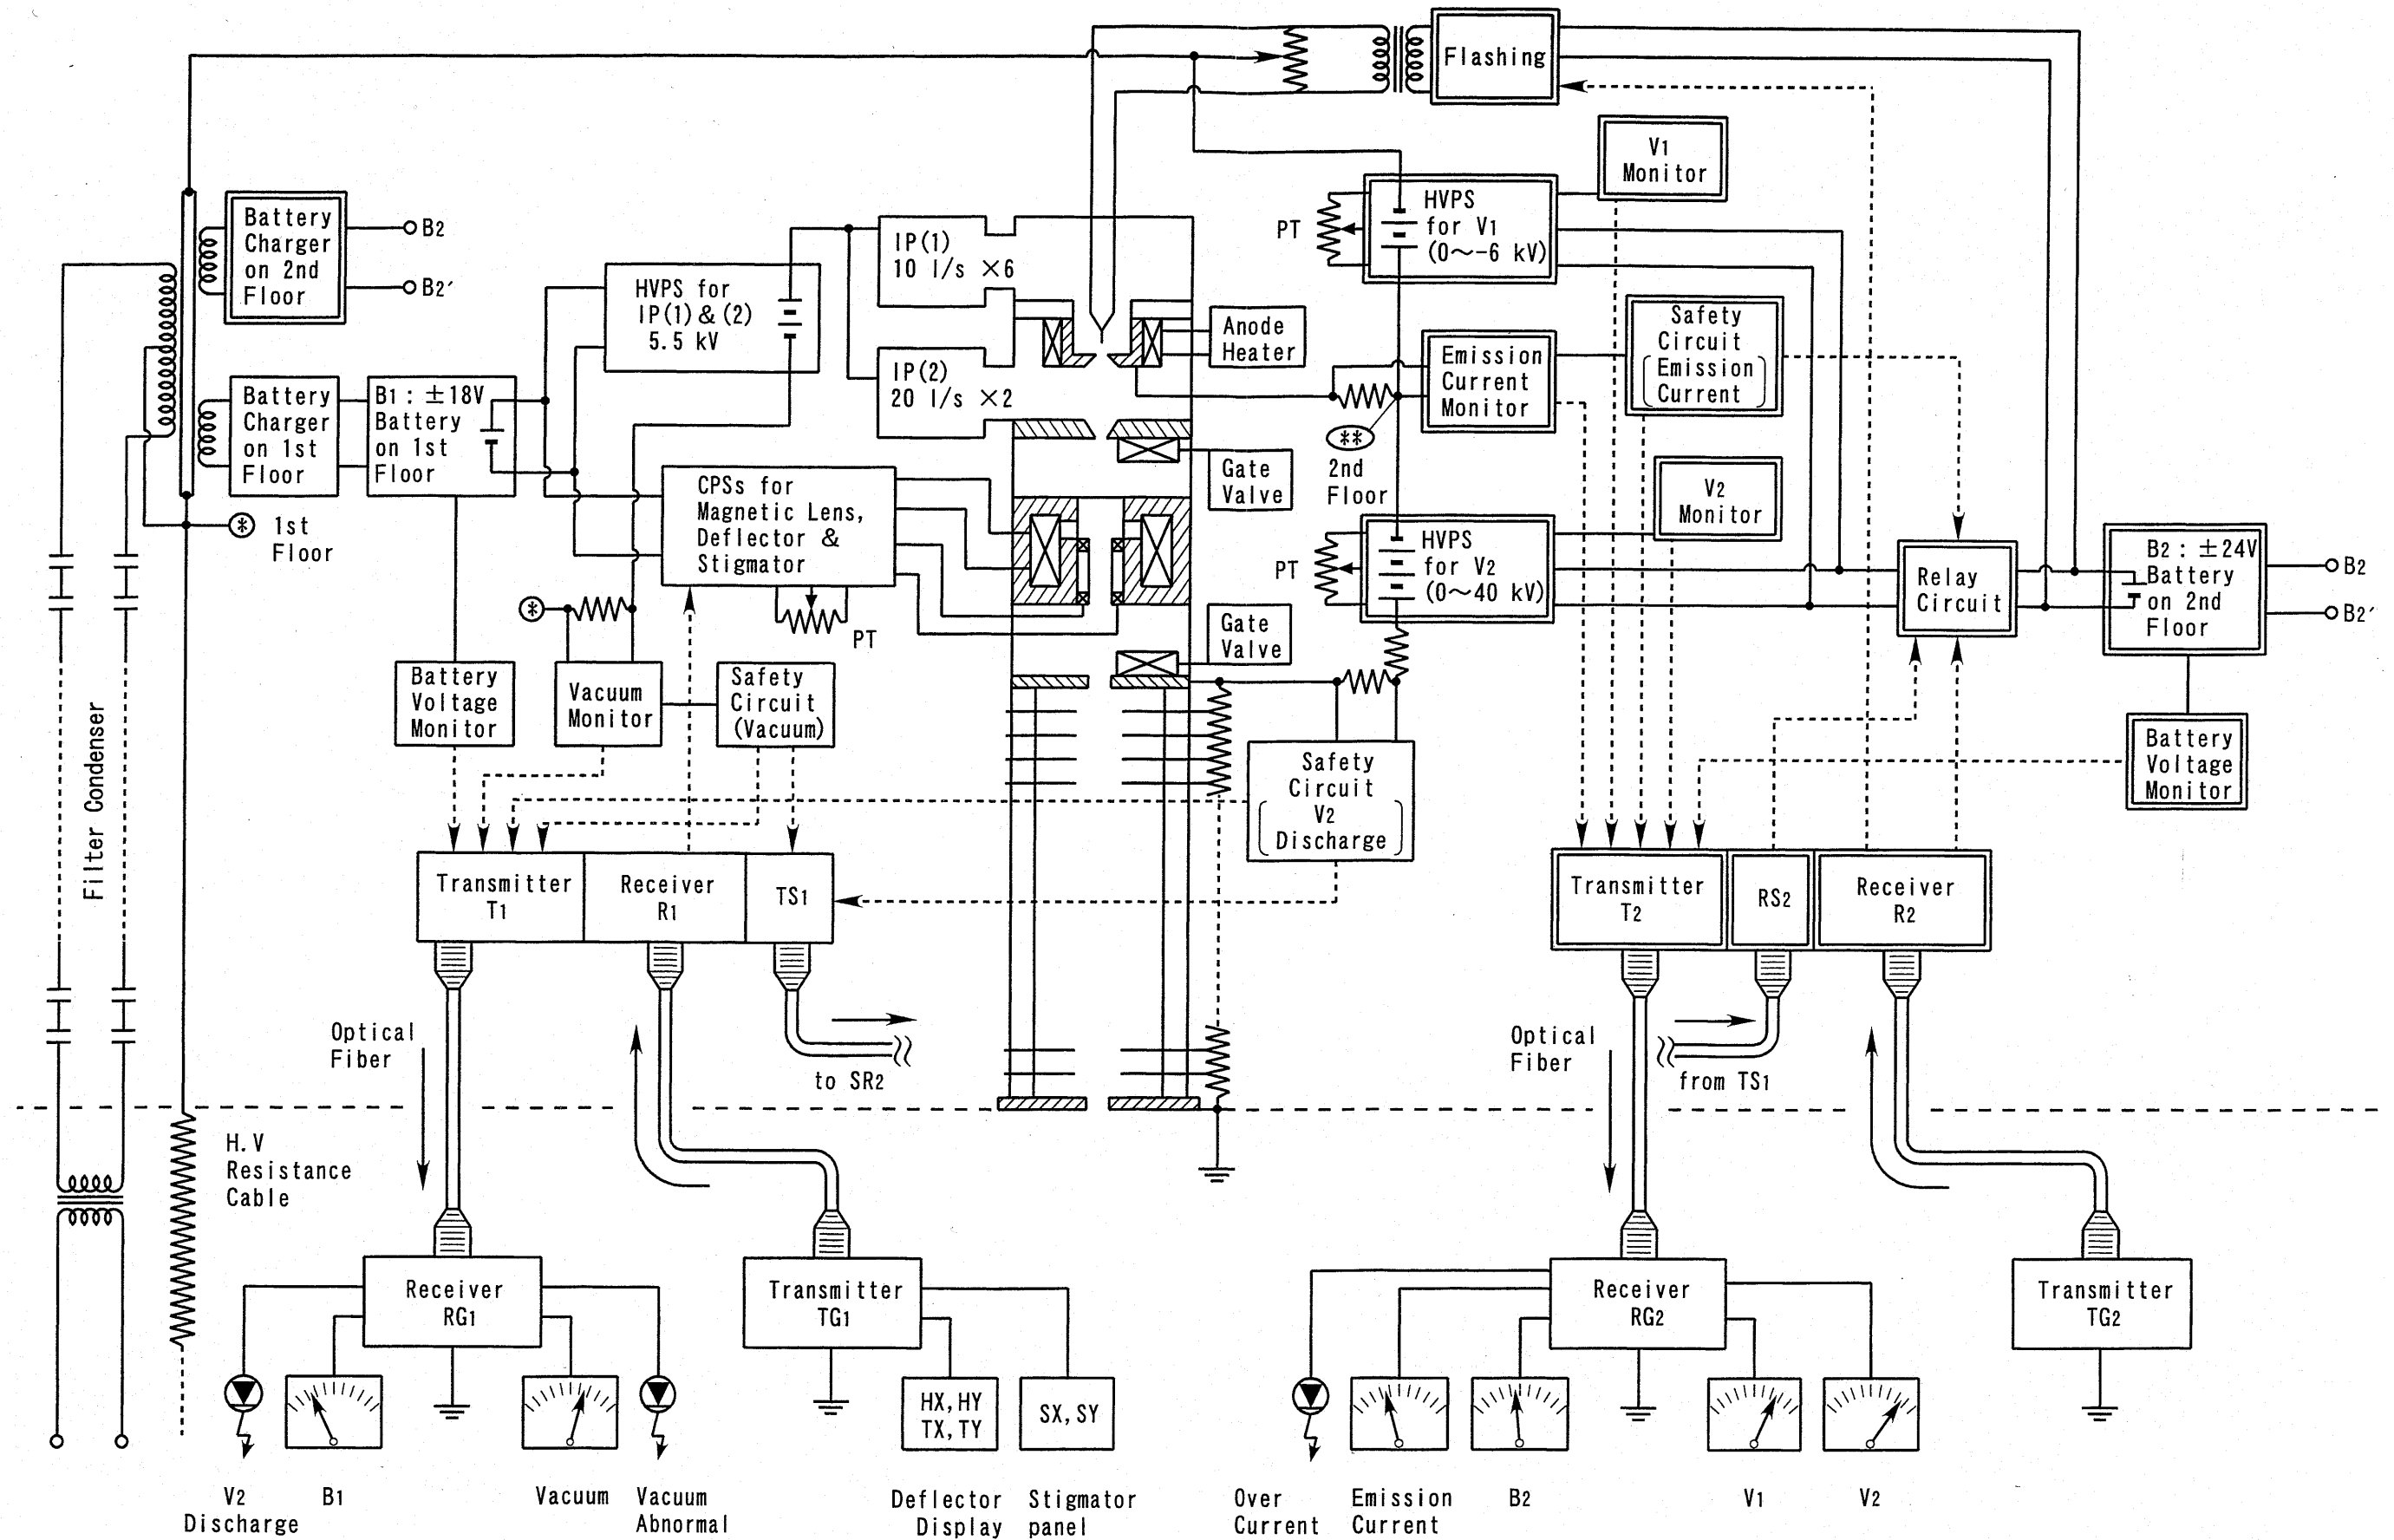 Flashing
V1
Monitor
Battery
Charger
on 2nd
Floor
B2
B2′
HVPS
for V1
(0～-6 kV)
PT
IP(1)
10 l/s ×6
HVPS for
IP(1)&(2)
5.5 kV
Anode
Heater
Safety
Circuit
Emission
Current
Emission
Current
Monitor
IP(2)
20 l/s ×2
Battery
Charger
on 1st
Floor
B1: ±18V
Battery
on 1st
Floor
**
2nd
Floor
Gate
Valve
V2
Monitor
CPSs for
Magnetic Lens,
Deflector &
Stigmator
PT
* 1st
Floor
HVPS
for V2
(0～40 kV)
PT
Relay
Circuit
B2: ±24V
Battery
on 2nd
Floor
B2
B2′
*
Gate
Valve
Battery
Voltage
Monitor
Vacuum
Monitor
Safety
Circuit
(Vacuum)
Filter Condenser
Safety
Circuit
V2
Discharge
Battery
Voltage
Monitor
Transmitter
T1
Receiver
R1
TS1
Transmitter
T2
RS2
Receiver
R2
Optical
Fiber
to SR2
Optical
Fiber
from TS1
H.V
Resistance
Cable
Receiver
RG1
Transmitter
TG1
Receiver
RG2
Transmitter
TG2
HX, HY
TX, TY
SX, SY
V2
Discharge
B1
Vacuum
Vacuum
Abnormal
Deflector
Display
Stigmator
panel
Over
Current
Emission
Current
B2
V1
V2